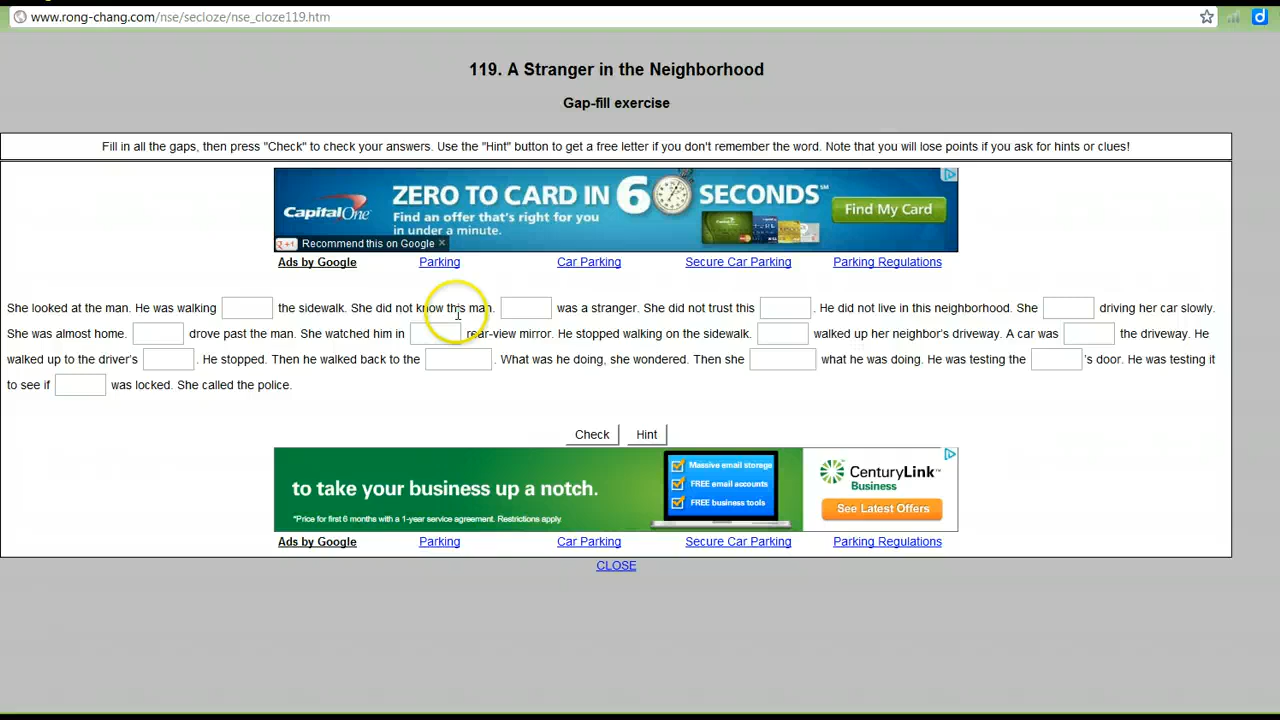 www.rong-chang.com/nse/secloze/nse_cloze119.htm
119. A Stranger in the Neighborhood
Gap-fill exercise
Fill in all the gaps, then press "Check" to check your answers. Use the "Hint" button to get a free letter if you don't remember the word. Note that you will lose points if you ask for hints or clues!
CapitalOne ZERO TO CARD IN 60 SECONDS℠
Find an offer that's right for you
in under a minute.
Find My Card
+1 Recommend this on Google ×
Ads by Google Parking Car Parking Secure Car Parking Parking Regulations
She looked at the man. He was walking the sidewalk. She did not know this man. was a stranger. She did not trust this . He did not live in this neighborhood. She driving her car slowly.
She was almost home. drove past the man. She watched him in rear-view mirror. He stopped walking on the sidewalk. walked up her neighbor's driveway. A car was the driveway. He
walked up to the driver's . He stopped. Then he walked back to the . What was he doing, she wondered. Then she what he was doing. He was testing the 's door. He was testing it
to see if was locked. She called the police.
Check Hint
to take your business up a notch.
*Price for first 6 months with a 1-year service agreement. Restrictions apply.
Massive email storage
FREE email accounts
FREE business tools
CenturyLink™
Business
See Latest Offers
Ads by Google Parking Car Parking Secure Car Parking Parking Regulations
CLOSE